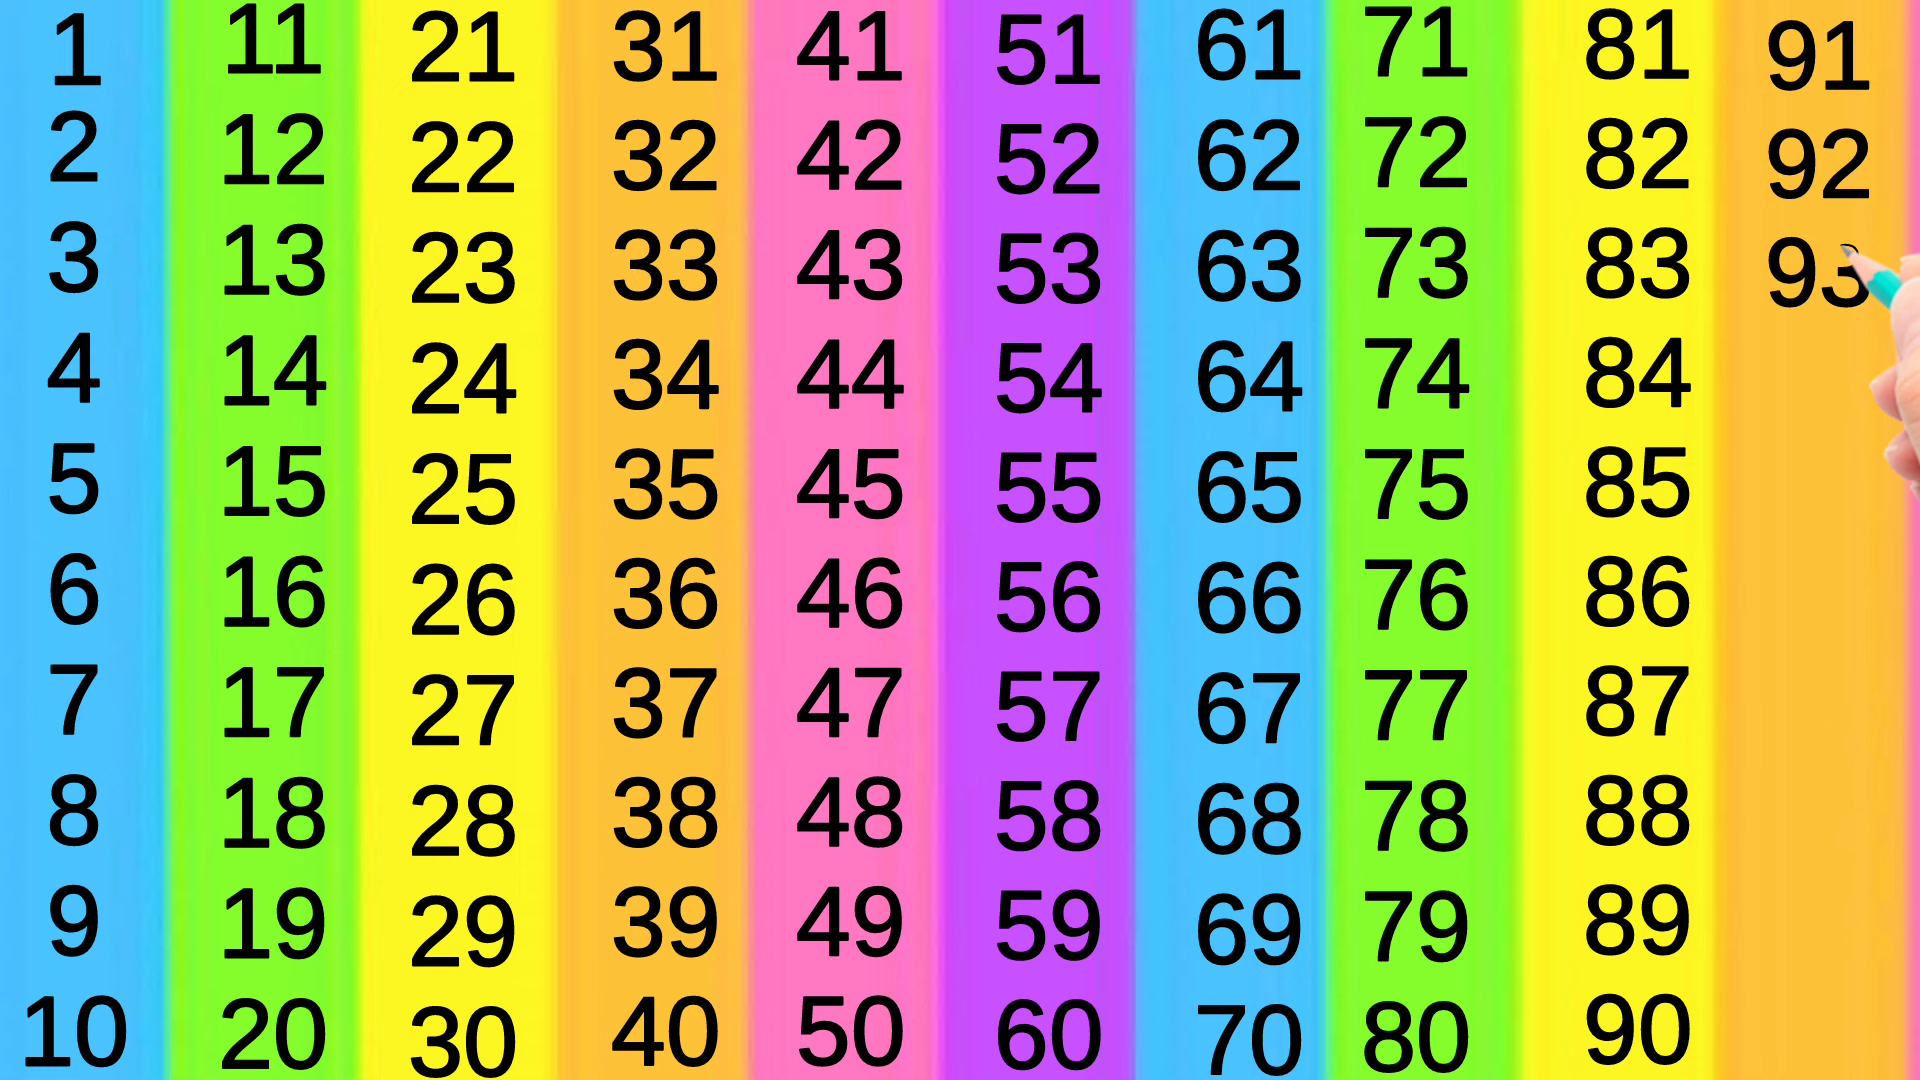 1 11 21 31 41 51 61 71 81 91
2 12 22 32 42 52 62 72 82 92
3 13 23 33 43 53 63 73 83 93
4 14 24 34 44 54 64 74 84
5 15 25 35 45 55 65 75 85
6 16 26 36 46 56 66 76 86
7 17 27 37 47 57 67 77 87
8 18 28 38 48 58 68 78 88
9 19 29 39 49 59 69 79 89
10 20 30 40 50 60 70 80 90